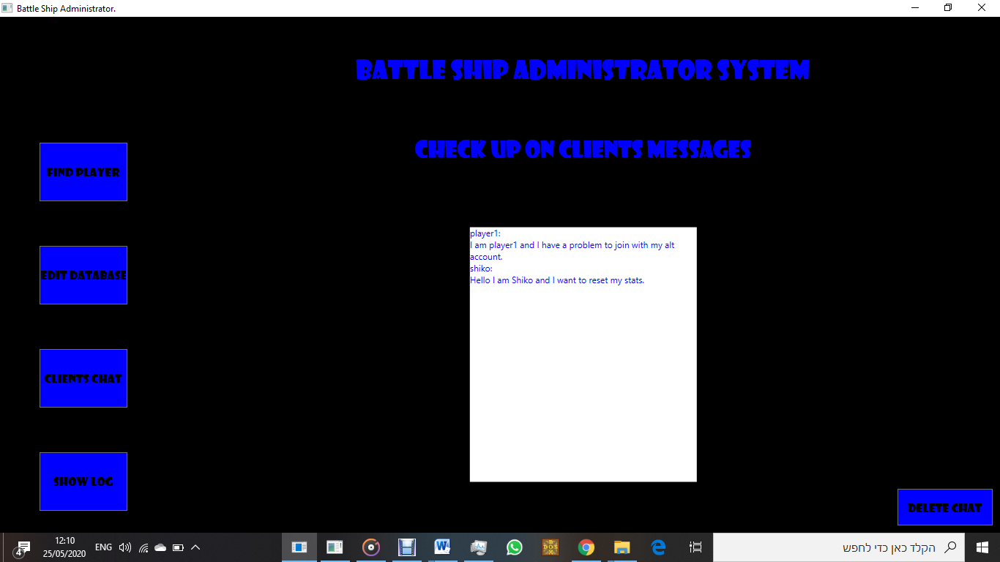 Battle Ship Administrator.
BATTLE SHIP ADMINISTRATOR SYSTEM
CHECK UP ON CLIENTS MESSAGES
FIND PLAYER
EDIT DATABASE
CLIENTS CHAT
SHOW LOG
player1:
I am player1 and I have a problem to join with my alt
account.
shiko:
Hello I am Shiko and I want to reset my stats.
DELETE CHAT
4
12:10
25/05/2020
ENG
W
B
DOS
X
הקלד כאן כדי לחפש